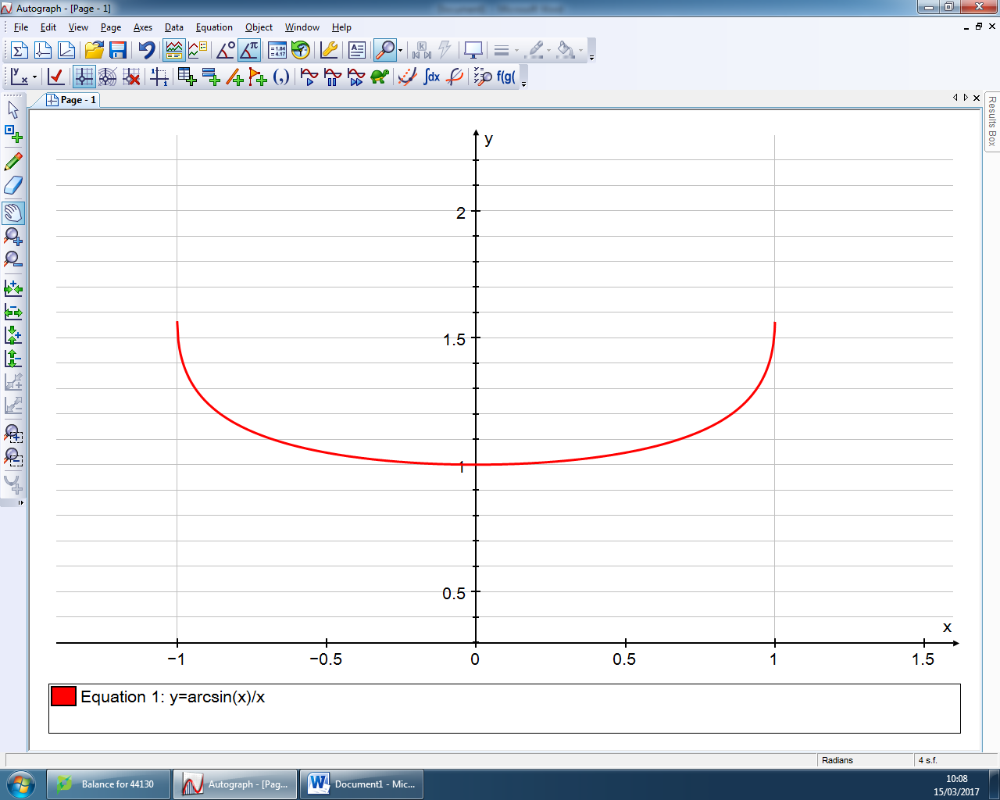 Autograph - [Page - 1]
File Edit View Page Axes Data Equation Object Window Help
Page - 1
Results Box
y
2
1.5
1
0.5
x
−1 −0.5 0 0.5 1 1.5
Equation 1: y=arcsin(x)/x
Radians 4 s.f.
Balance for 44130 Autograph - [Pag... Document1 - Mic... 10:08
15/03/2017